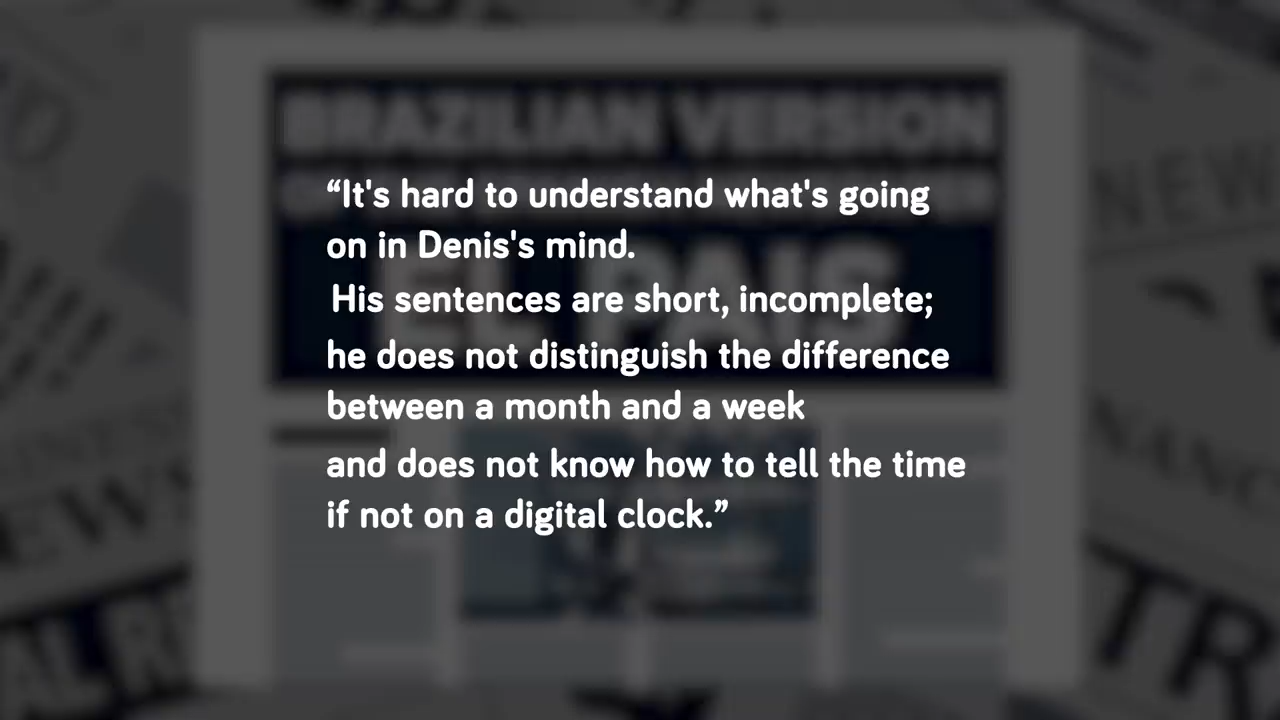 BRAZILIAN VERSION
EL PAIS
“It's hard to understand what's going
on in Denis's mind.
His sentences are short, incomplete;
he does not distinguish the difference
between a month and a week
and does not know how to tell the time
if not on a digital clock.”
NEW
TR